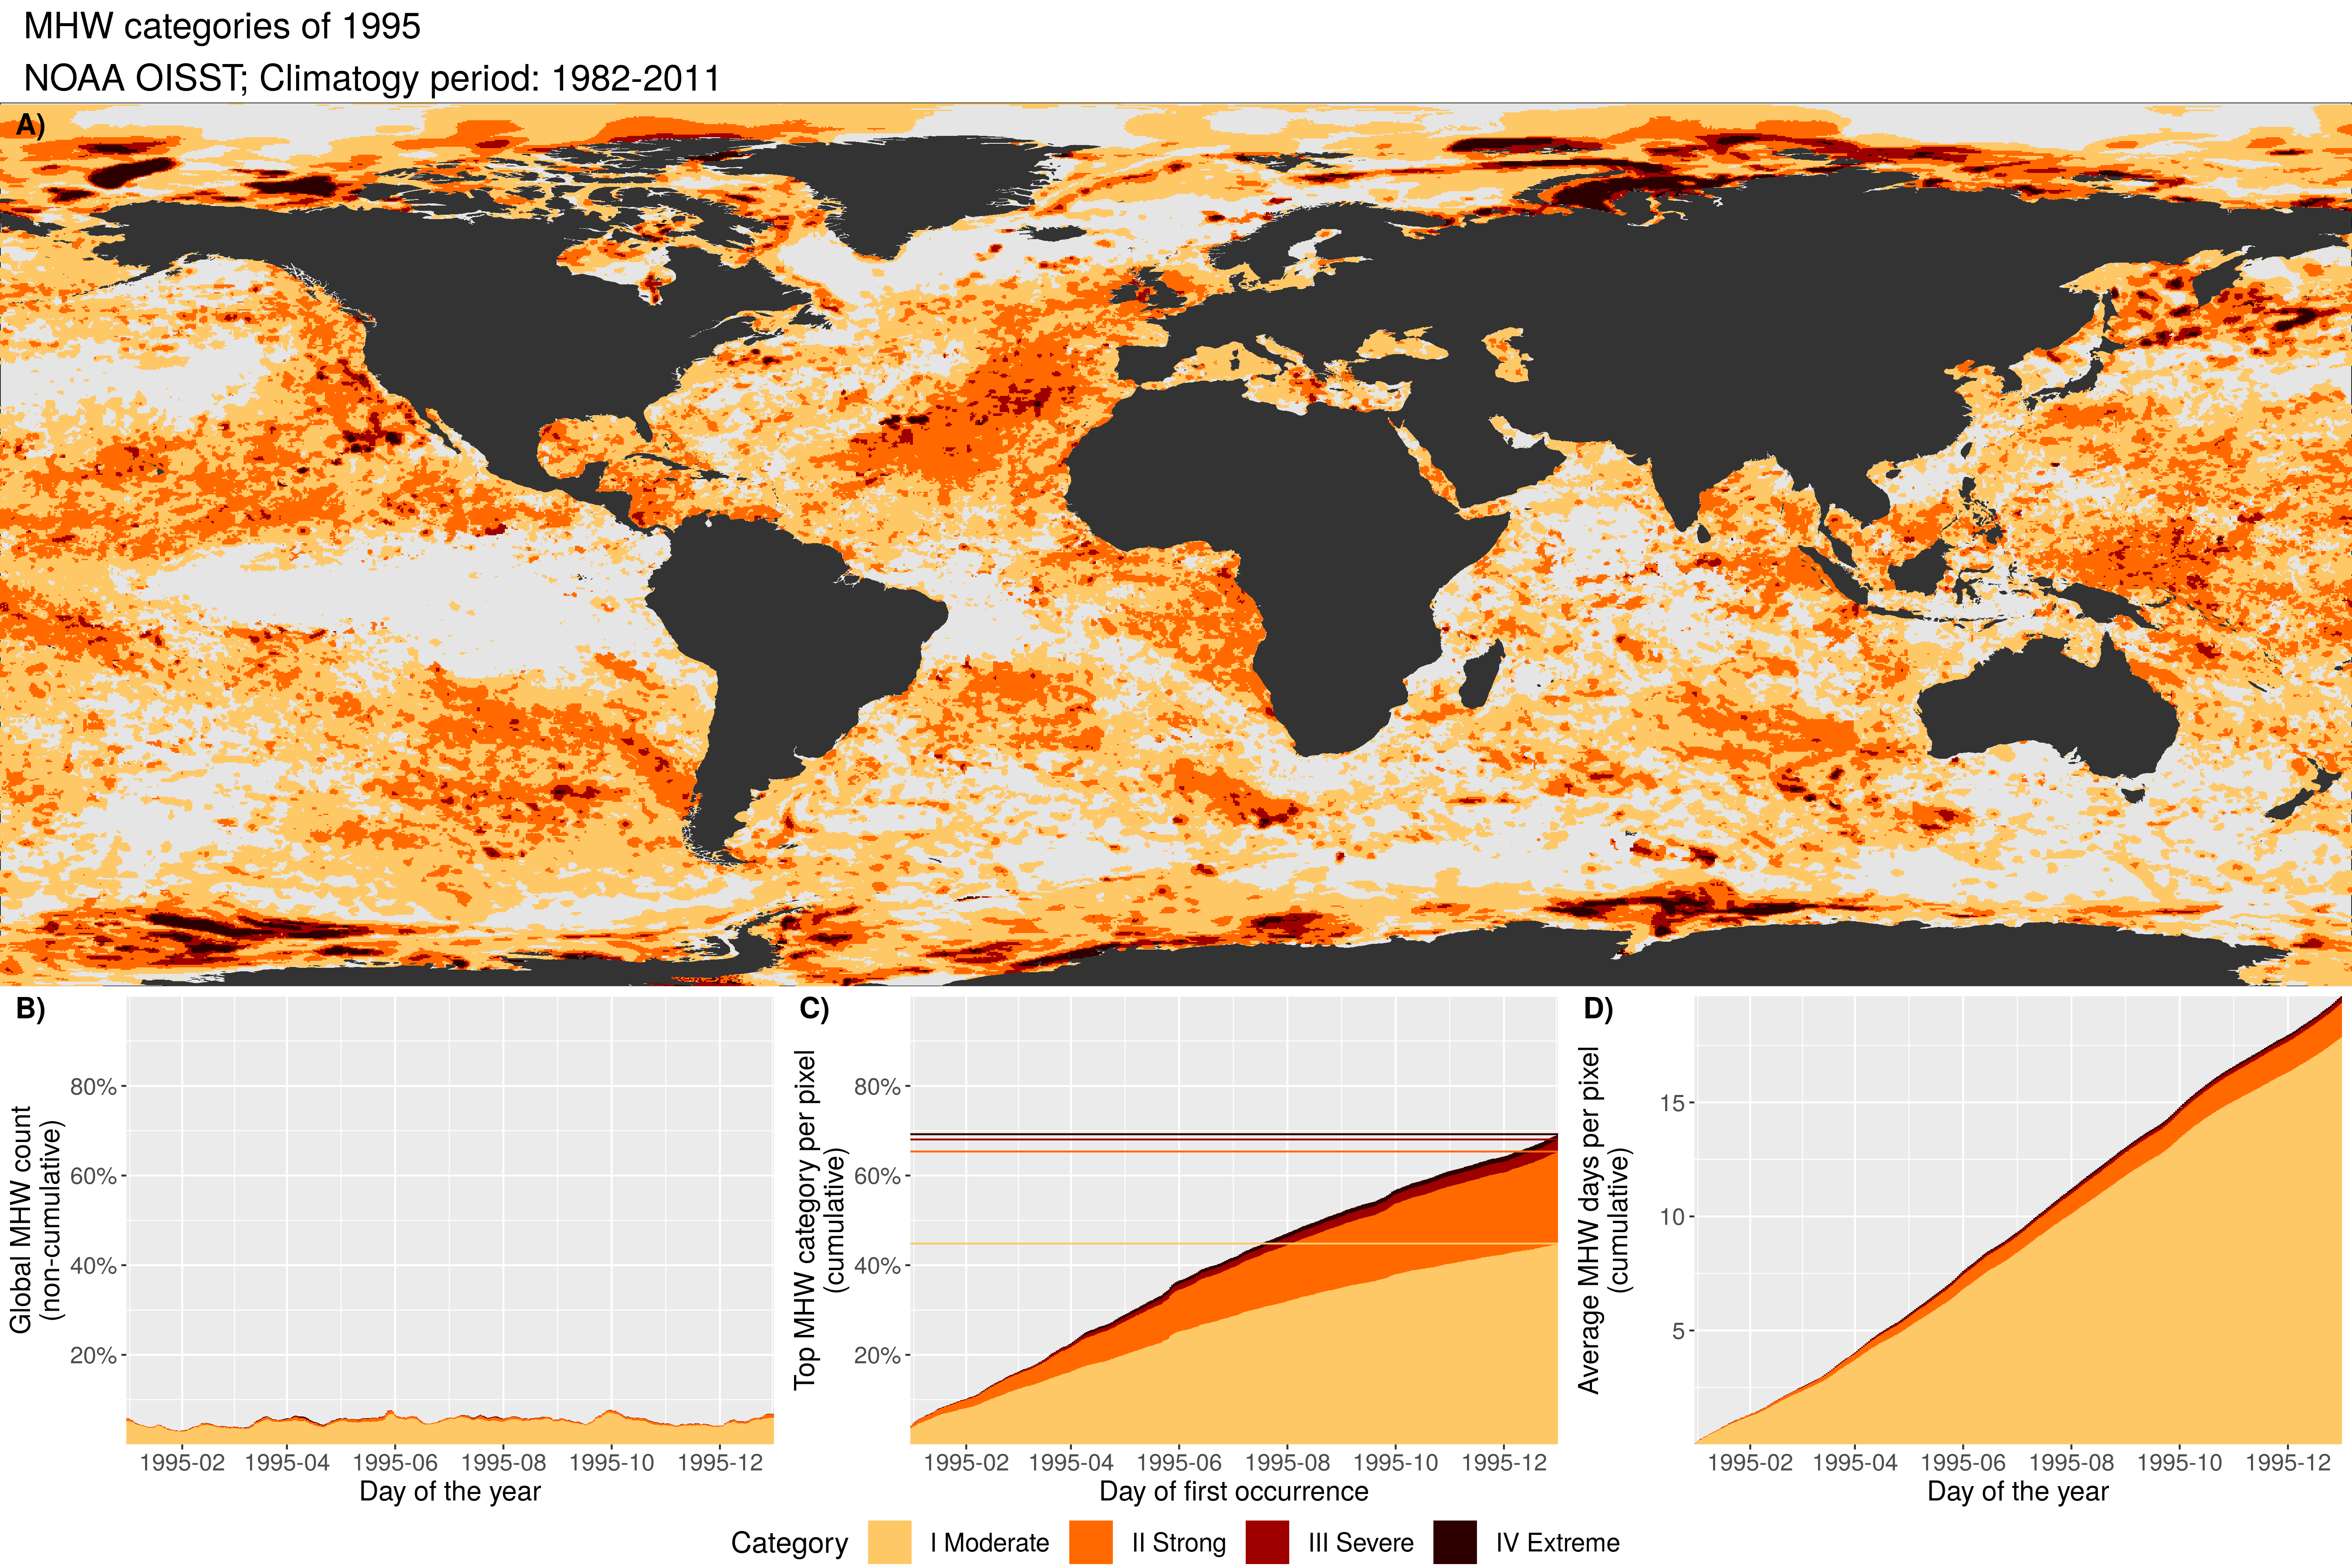 MHW categories of 1995
NOAA OISST; Climatogy period: 1982-2011
A)
B)
Global MHW count
(non-cumulative)
80%
60%
40%
20%
1995-02 1995-04 1995-06 1995-08 1995-10 1995-12
Day of the year
C)
Top MHW category per pixel
(cumulative)
80%
60%
40%
20%
1995-02 1995-04 1995-06 1995-08 1995-10 1995-12
Day of first occurrence
D)
Average MHW days per pixel
(cumulative)
15
10
5
1995-02 1995-04 1995-06 1995-08 1995-10 1995-12
Day of the year
Category I Moderate II Strong III Severe IV Extreme